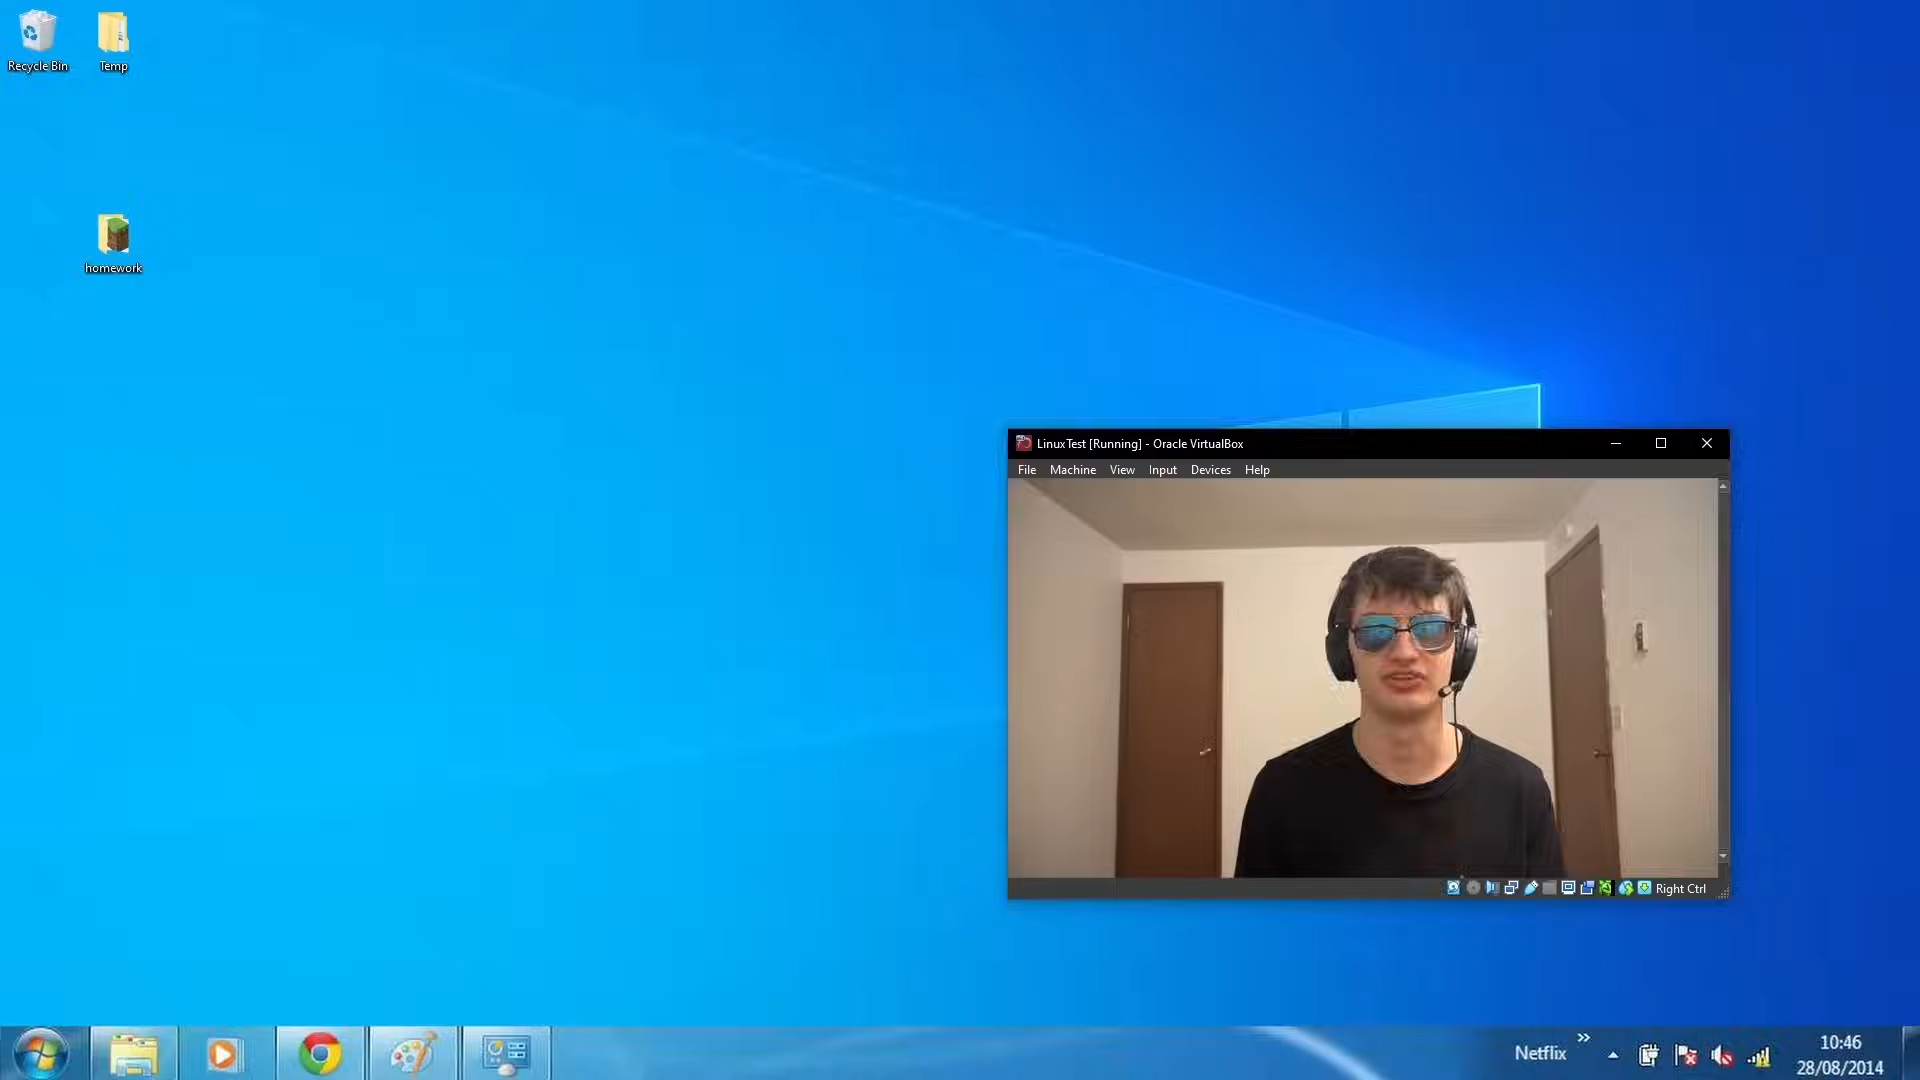 Recycle Bin
Temp
homework
LinuxTest [Running] - Oracle VirtualBox
File Machine View Input Devices Help
Right Ctrl
Netflix
10:46
28/08/2014